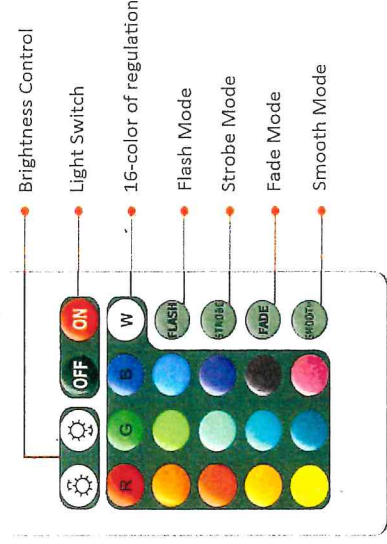 Brightness Control
Light Switch
16-color of regulation
Flash Mode
Strobe Mode
Fade Mode
Smooth Mode
OFF ON
R G B W
FLASH
STROBE
FADE
SMOOTH